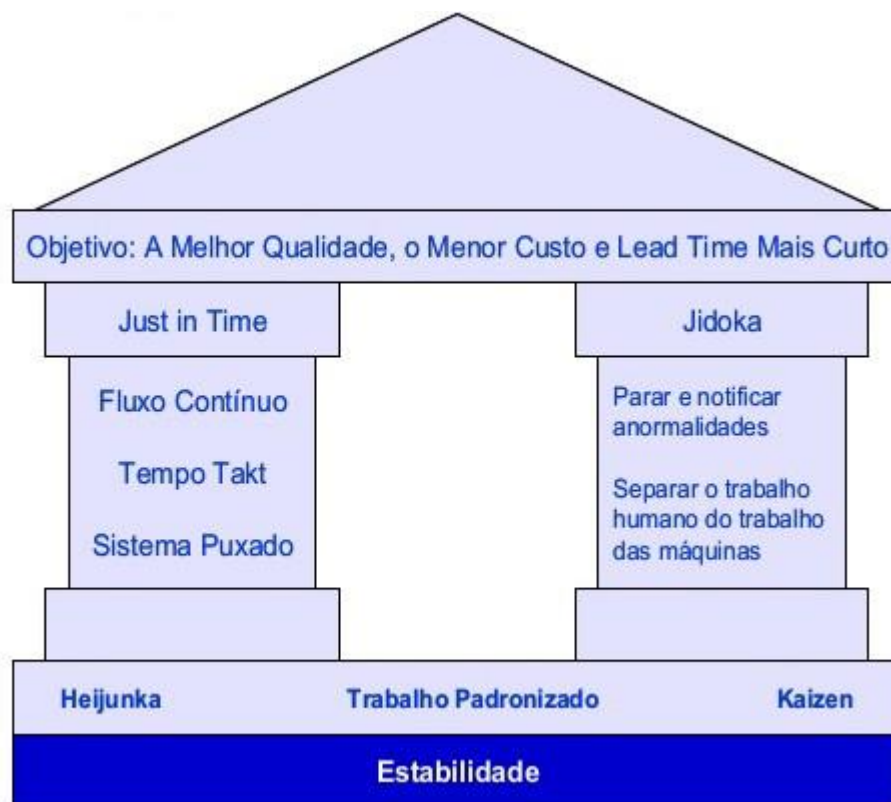 Objetivo: A Melhor Qualidade, o Menor Custo e Lead Time Mais Curto
Just in Time
Fluxo Contínuo
Tempo Takt
Sistema Puxado
Jidoka
Parar e notificar
anormalidades
Separar o trabalho
humano do trabalho
das máquinas
Heijunka
Trabalho Padronizado
Kaizen
Estabilidade